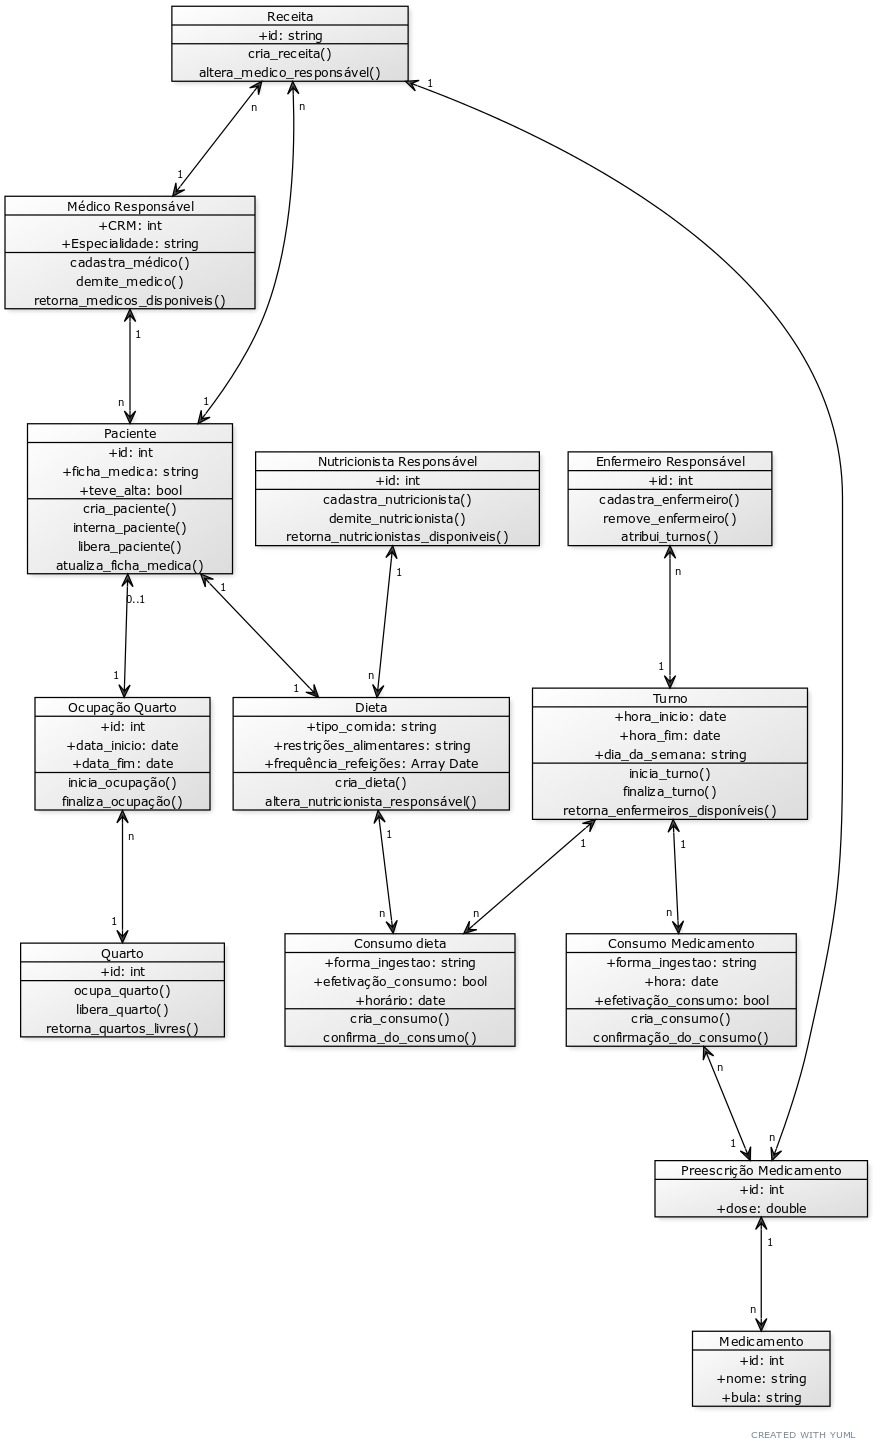 Receita
+id: string
cria_receita()
altera_medico_responsável()
1
n
n
1
Médico Responsável
+CRM: int
+Especialidade: string
cadastra_médico()
demite_medico()
retorna_medicos_disponiveis()
1
n
1
Paciente
+id: int
+ficha_medica: string
+teve_alta: bool
cria_paciente()
interna_paciente()
libera_paciente()
atualiza_ficha_medica()
Nutricionista Responsável
+id: int
cadastra_nutricionista()
demite_nutricionista()
retorna_nutricionistas_disponiveis()
Enfermeiro Responsável
+id: int
cadastra_enfermeiro()
remove_enfermeiro()
atribui_turnos()
0..1
1
1
n
1
1
n
1
Ocupação Quarto
+id: int
+data_inicio: date
+data_fim: date
inicia_ocupação()
finaliza_ocupação()
Dieta
+tipo_comida: string
+restrições_alimentares: string
+frequência_refeições: Array Date
cria_dieta()
altera_nutricionista_responsável()
Turno
+hora_inicio: date
+hora_fim: date
+dia_da_semana: string
inicia_turno()
finaliza_turno()
retorna_enfermeiros_disponíveis()
n
1
1
1
1
n
n
n
Quarto
+id: int
ocupa_quarto()
libera_quarto()
retorna_quartos_livres()
Consumo dieta
+forma_ingestao: string
+efetivação_consumo: bool
+horário: date
cria_consumo()
confirma_do_consumo()
Consumo Medicamento
+forma_ingestao: string
+hora: date
+efetivação_consumo: bool
cria_consumo()
confirmação_do_consumo()
n
1
n
Preescrição Medicamento
+id: int
+dose: double
1
n
Medicamento
+id: int
+nome: string
+bula: string
CREATED WITH YUML